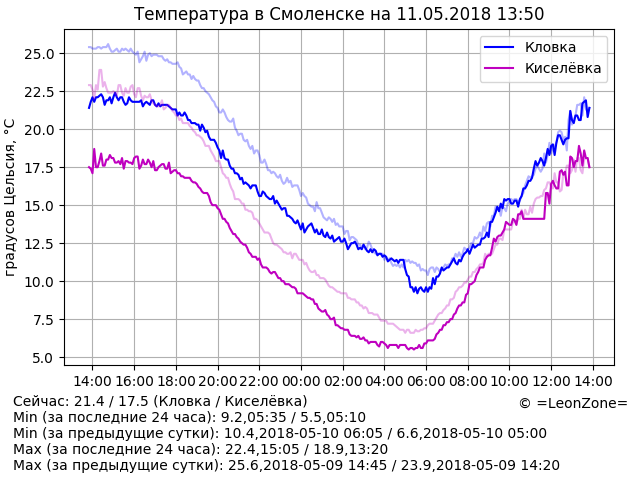 Температура в Смоленске на 11.05.2018 13:50
Кловка
Киселёвка
градусов Цельсия, °C
25.0
22.5
20.0
17.5
15.0
12.5
10.0
7.5
5.0
14:00 16:00 18:00 20:00 22:00 00:00 02:00 04:00 06:00 08:00 10:00 12:00 14:00
Сейчас: 21.4 / 17.5 (Кловка / Киселёвка)
© =LeonZone=
Min (за последние 24 часа): 9.2,05:35 / 5.5,05:10
Min (за предыдущие сутки): 10.4,2018-05-10 06:05 / 6.6,2018-05-10 05:00
Max (за последние 24 часа): 22.4,15:05 / 18.9,13:20
Max (за предыдущие сутки): 25.6,2018-05-09 14:45 / 23.9,2018-05-09 14:20